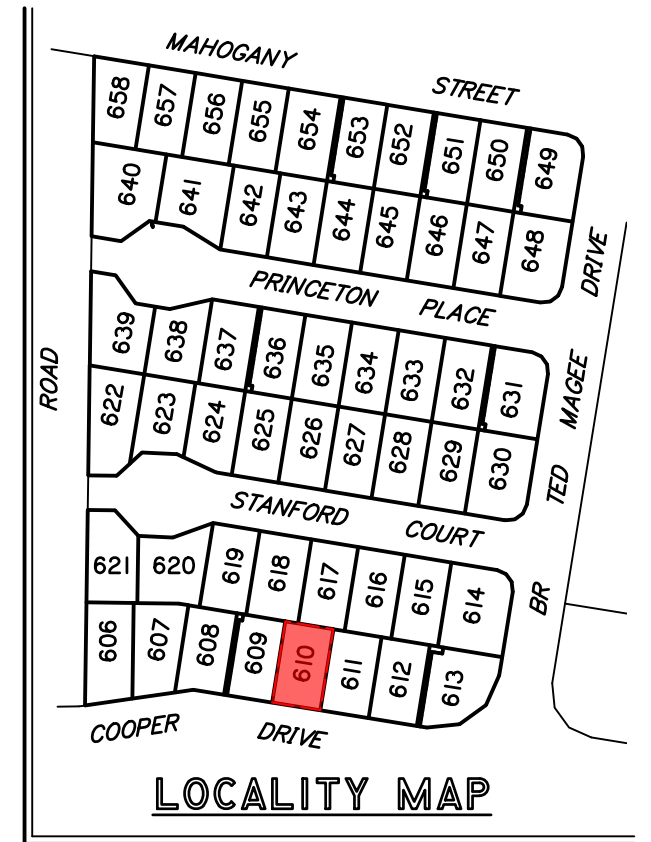 MAHOGANY STREET
658 657 656 655 654 653 652 651 650 649
640 641 642 643 644 645 646 647 648
DRIVE
PRINCETON PLACE
639 638 637 636 635 634 633 632 631
ROAD
MAGEE
622 623 624 625 626 627 628 629 630
TED
STANFORD COURT
621 620 619 618 617 616 615 614
BR
606 607 608 609 610 611 612 613
COOPER DRIVE
LOCALITY MAP